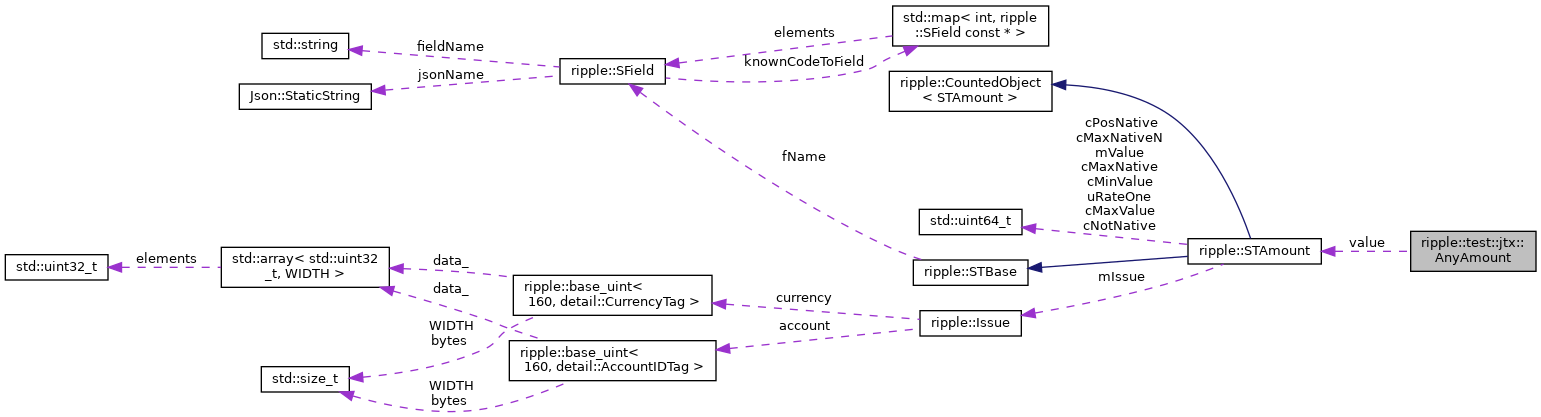 std::map< int, ripple
::SField const * >
elements
std::string
fieldName
knownCodeToField
ripple::SField
jsonName
Json::StaticString
ripple::CountedObject
< STAmount >
cPosNative
cMaxNativeN
mValue
cMaxNative
cMinValue
uRateOne
cMaxValue
cNotNative
fName
std::uint64_t
ripple::STAmount
value
ripple::test::jtx::
AnyAmount
std::uint32_t
elements
std::array< std::uint32
_t, WIDTH >
data_
data_
ripple::STBase
mIssue
ripple::base_uint<
160, detail::CurrencyTag >
currency
account
ripple::Issue
WIDTH
bytes
ripple::base_uint<
160, detail::AccountIDTag >
std::size_t
WIDTH
bytes